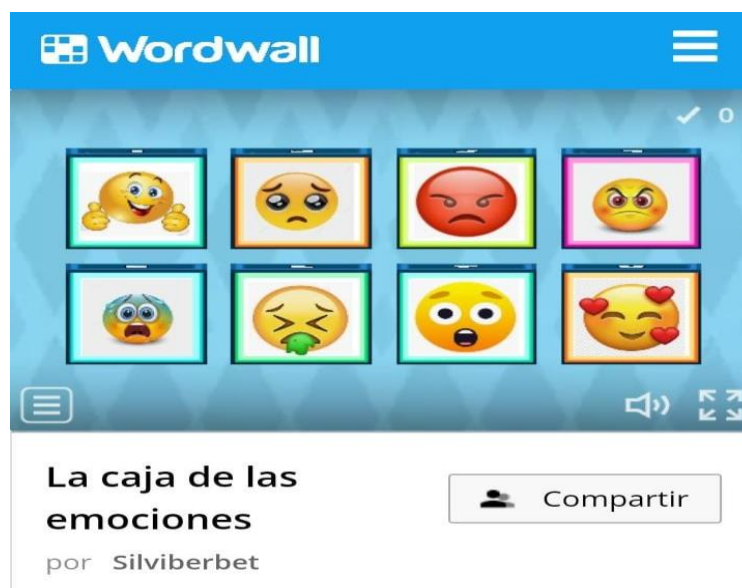 Wordwall
0
La caja de las
emociones
Compartir
por Silviberbet